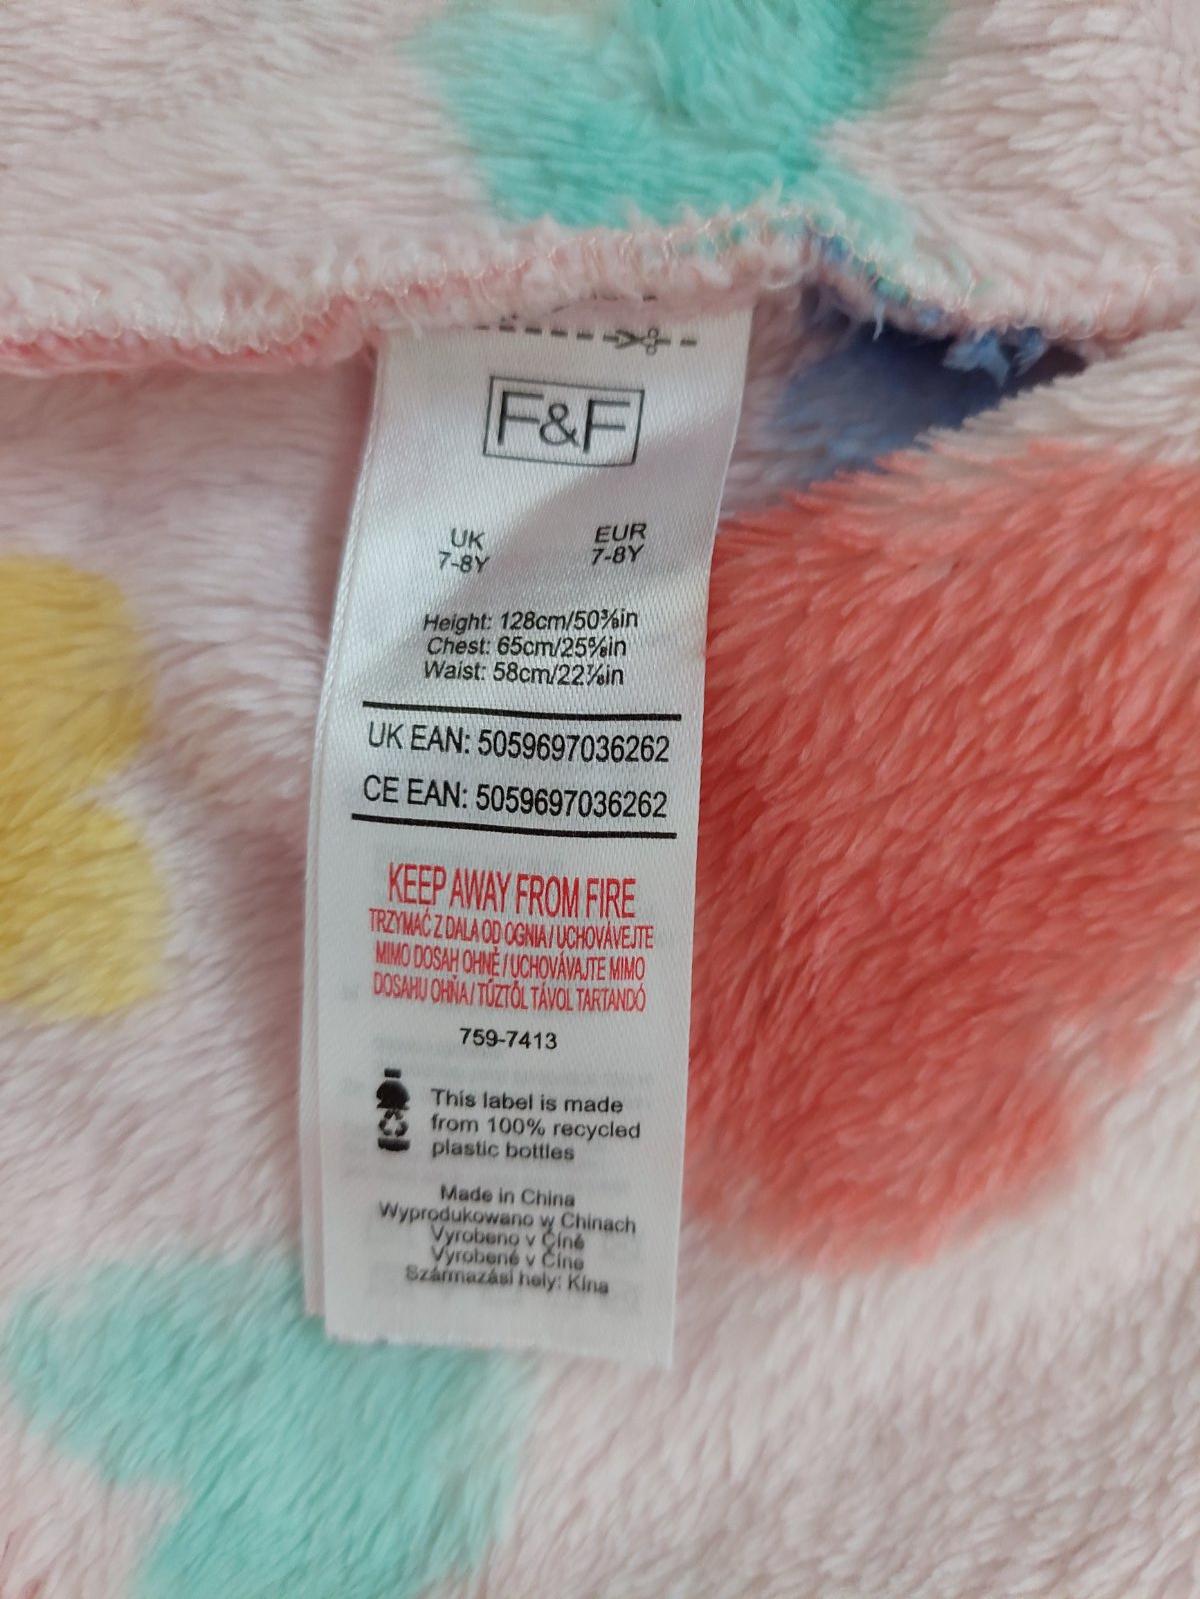 F&F
UK EUR
7-8Y 7-8Y
Height: 128cm/50⅜in
Chest: 65cm/25⅝in
Waist: 58cm/22⅞in
UK EAN: 5059697036262
CE EAN: 5059697036262
KEEP AWAY FROM FIRE
TRZYMAĆ Z DALA OD OGNIA / UCHOVÁVEJTE
MIMO DOSAH OHNĚ / UCHOVÁVAJTE MIMO
DOSAHU OHŇA / TŰZTŐL TÁVOL TARTANDÓ
759-7413
This label is made
from 100% recycled
plastic bottles
Made in China
Wyprodukowano w Chinach
Vyrobeno v Číně
Vyrobené v Číne
Származási hely: Kína